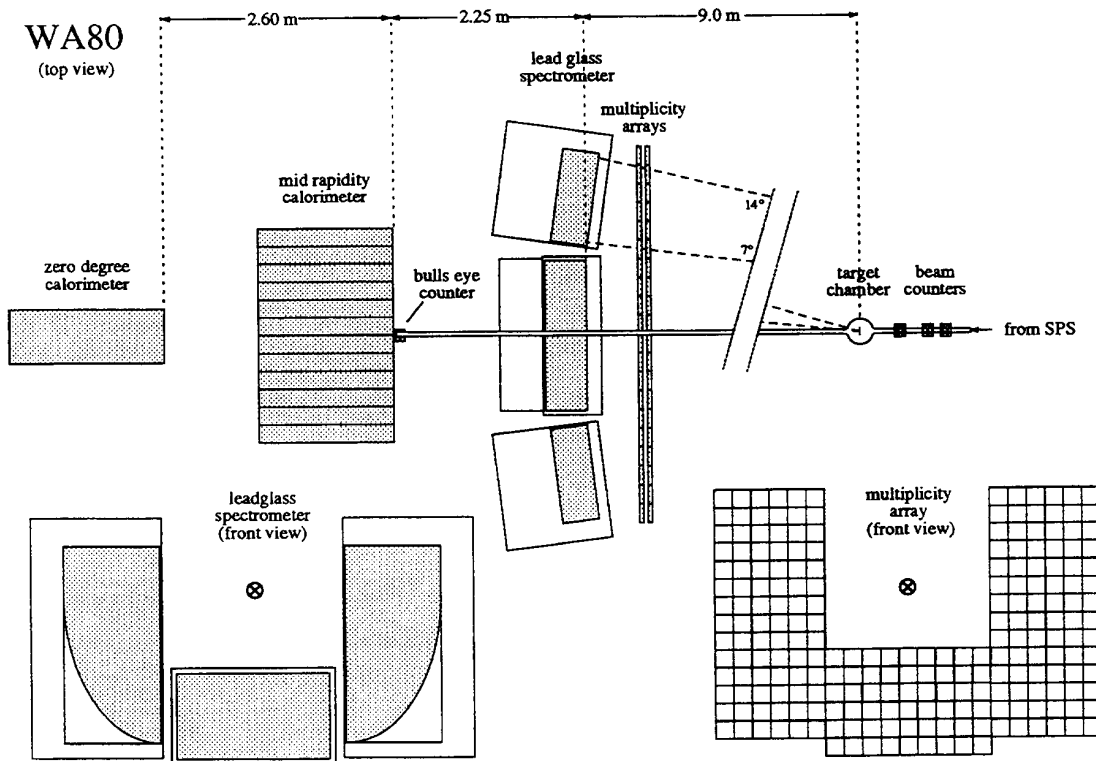 2.60 m
2.25 m
9.0 m
WA80
(top view)
lead glass
spectrometer
multiplicity
arrays
mid rapidity
calorimeter
14°
7°
zero degree
calorimeter
bulls eye
counter
target
chamber
beam
counters
from SPS
leadglass
spectrometer
(front view)
multiplicity
array
(front view)